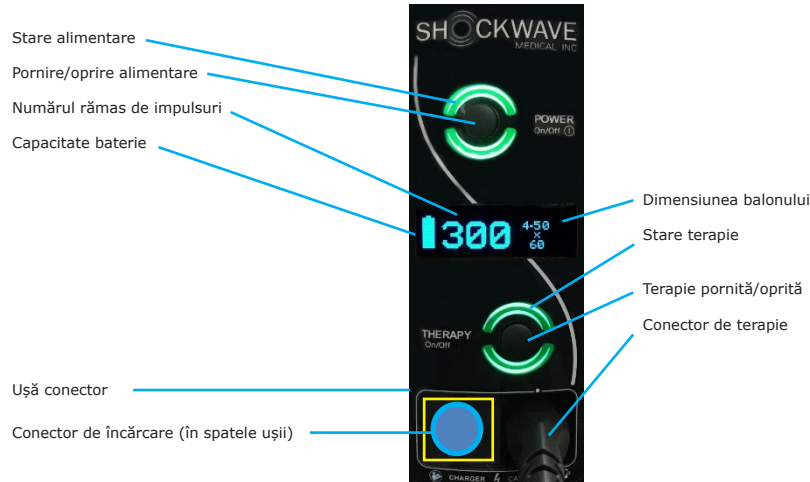 Stare alimentare
Pornire/oprire alimentare
Numărul rămas de impulsuri
Capacitate baterie
Ușă conector
Conector de încărcare (în spatele ușii)
SHOCKWAVE
MEDICAL INC
POWER
On/Off
300
4.50
x
60
THERAPY
On/Off
CHARGER
Dimensiunea balonului
Stare terapie
Terapie pornită/oprită
Conector de terapie